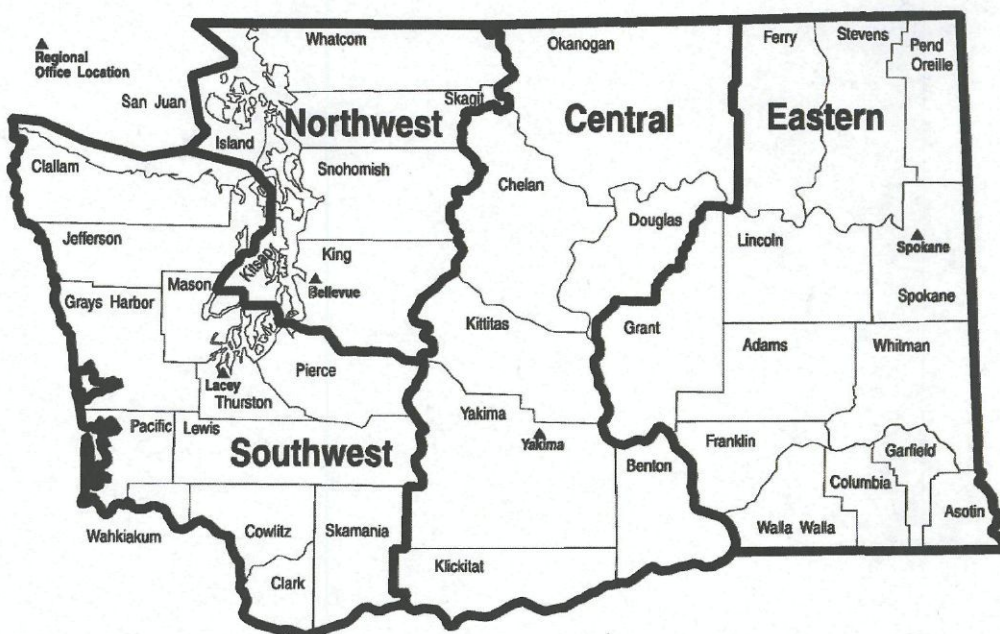 ▲
Regional
Office Location
San Juan
Whatcom
Skagit
Northwest
Island
Snohomish
Clallam
Jefferson
King
▲
Bellevue
Kitsap
Mason
Grays Harbor
Pierce
▲
Lacey
Thurston
Pacific
Lewis
Southwest
Wahkiakum
Cowlitz
Skamania
Clark
Okanogan
Central
Chelan
Douglas
Kittitas
Yakima
▲
Yakima
Benton
Klickitat
Ferry
Stevens
Pend
Oreille
Eastern
Lincoln
▲
Spokane
Spokane
Grant
Adams
Whitman
Franklin
Garfield
Columbia
Walla Walla
Asotin